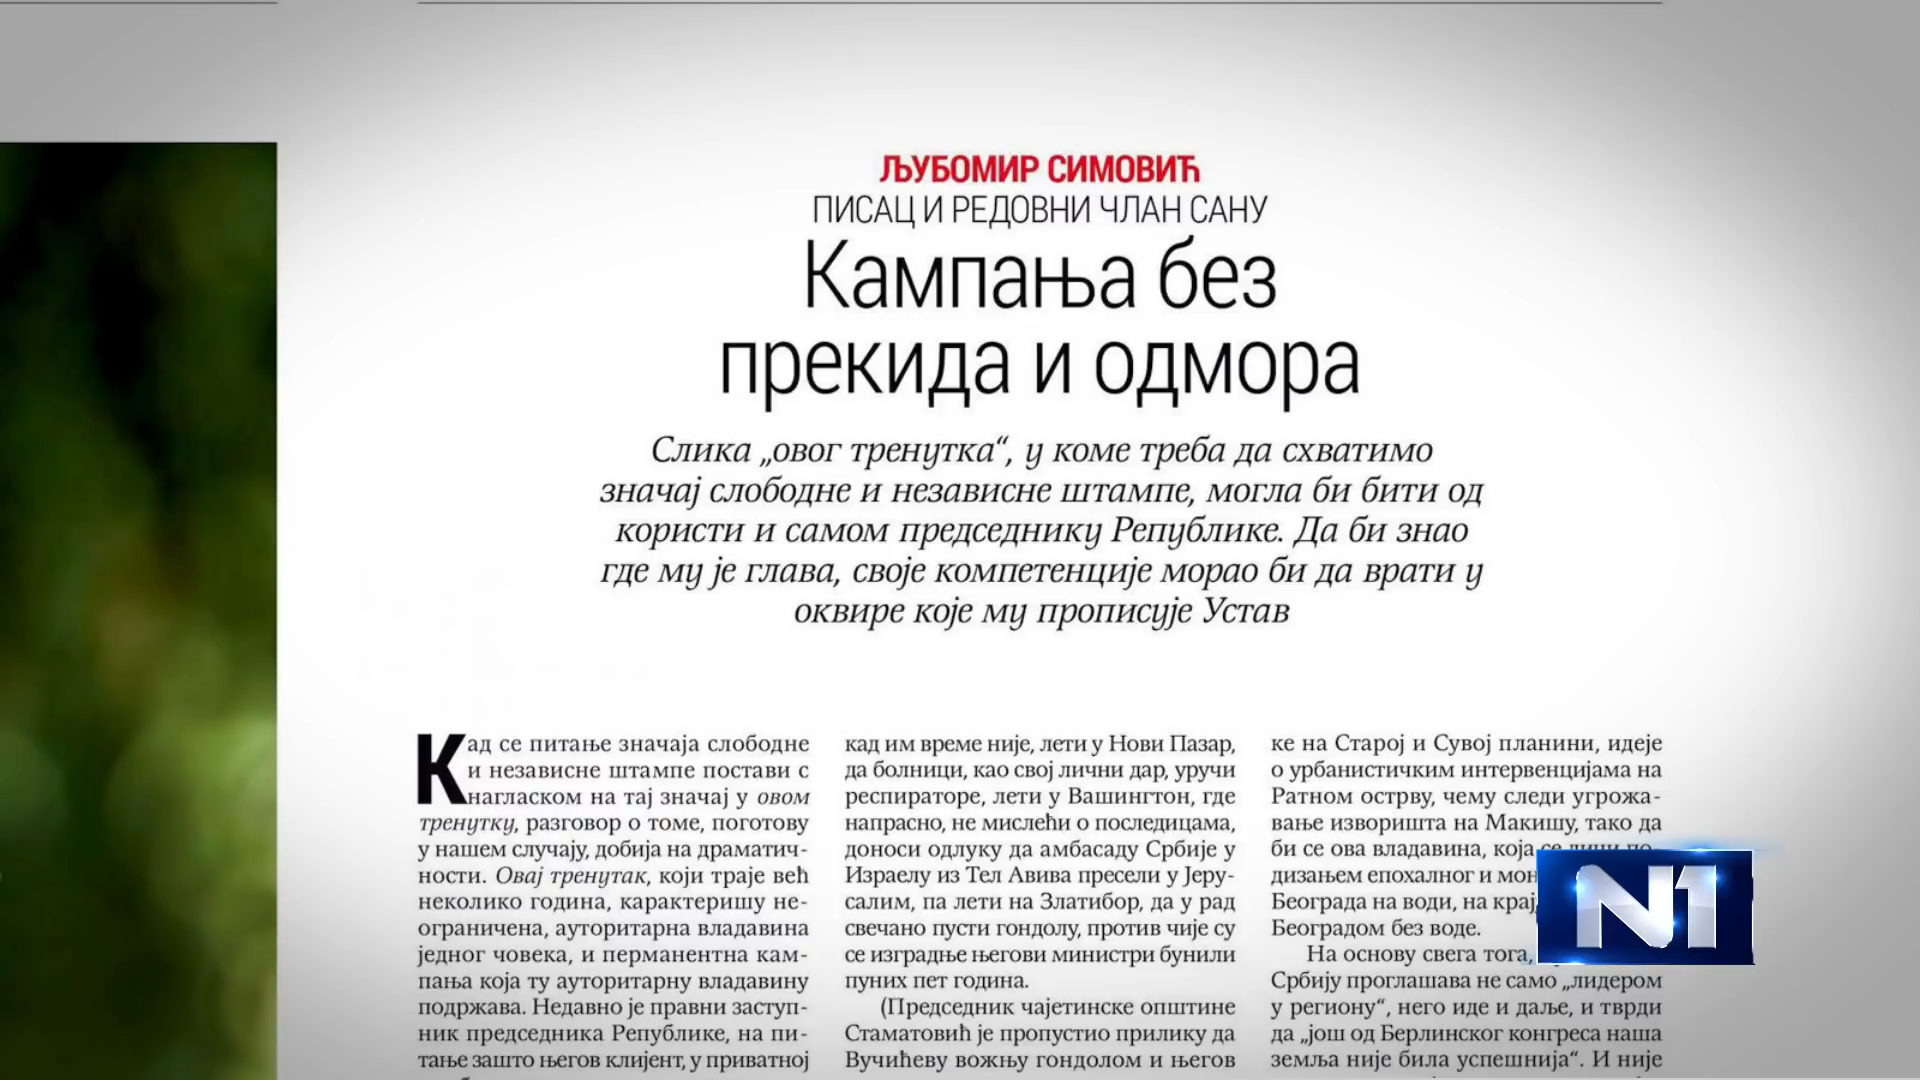 ЉУБОМИР СИМОВИЋ
ПИСАЦ И РЕДОВНИ ЧЛАН САНУ
Кампања без
прекида и одмора
Слика „овог тренутка“, у коме треба да схватимо
значај слободне и независне штампе, могла би бити од
користи и самом председнику Републике. Да би знао
где му је глава, своје компетенције морао би да врати у
оквире које му прописује Устав
Кад се питање значаја слободне
и независне штампе постави с
нагласком на тај значај у овом
тренутку, разговор о томе, поготову
у нашем случају, добија на драматич-
ности. Овај тренутак, који траје већ
неколико година, карактеришу не-
ограничена, ауторитарна владавина
једног човека, и перманентна кам-
пања која ту ауторитарну владавину
подржава. Недавно је правни заступ-
ник председника Републике, на пи-
тање зашто његов клијент, у приватној
кад им време није, лети у Нови Пазар,
да болници, као свој лични дар, уручи
респираторе, лети у Вашингтон, где
напрасно, не мислећи о последицама,
доноси одлуку да амбасаду Србије у
Израелу из Тел Авива пресели у Јеру-
салим, па лети на Златибор, да у рад
свечано пусти гондолу, против чије су
се изградње његови министри бунили
пуних пет година.
(Председник чајетинске општине
Стаматовић је пропустио прилику да
Вучићеву вожњу гондолом и његов
ке на Старој и Сувој планини, идеје
о урбанистичким интервенцијама на
Ратном острву, чему следи угрожа-
вање изворишта на Макишу, тако да
би се ова владавина, која се дичи по-
дизањем епохалног и
Београда на води, на
Београдом без воде.
На основу свега тога,
Србију проглашава не само „лидером
у региону“, него иде и даље, и тврди
да „још од Берлинског конгреса наша
земља није била успешнија“. И није
N1